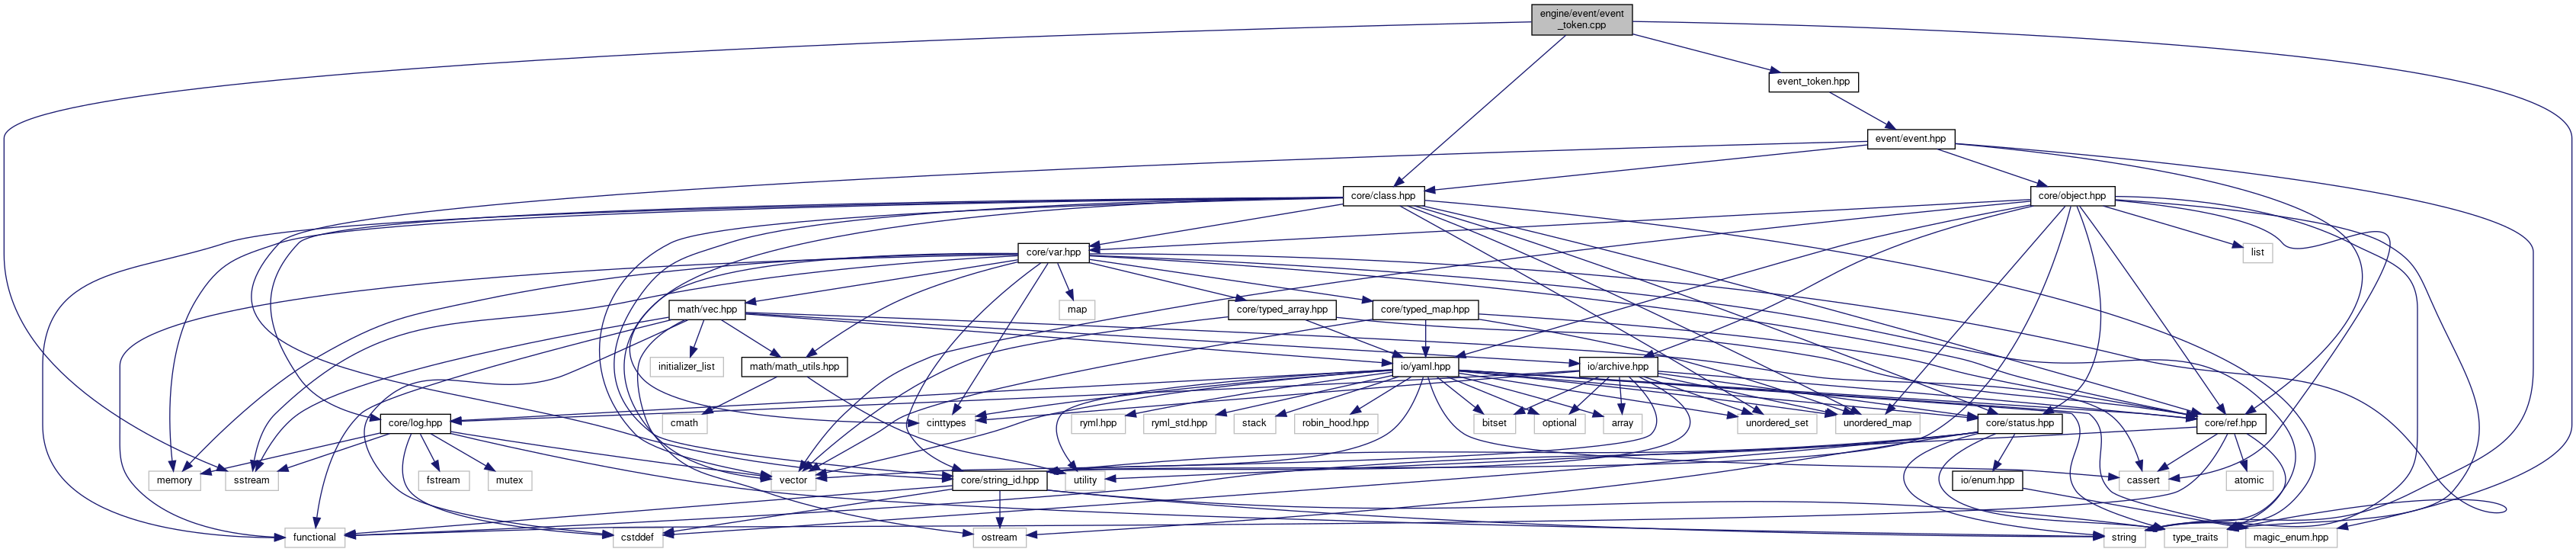 engine/event/event
_token.cpp
event_token.hpp
event/event.hpp
core/class.hpp
core/object.hpp
core/var.hpp
list
math/vec.hpp
map
core/typed_array.hpp
core/typed_map.hpp
initializer_list
math/math_utils.hpp
io/yaml.hpp
io/archive.hpp
core/log.hpp
cmath
cinttypes
ryml.hpp
ryml_std.hpp
stack
robin_hood.hpp
bitset
optional
array
unordered_set
unordered_map
core/status.hpp
core/ref.hpp
memory
sstream
fstream
mutex
vector
core/string_id.hpp
utility
io/enum.hpp
cassert
atomic
functional
cstddef
ostream
string
type_traits
magic_enum.hpp